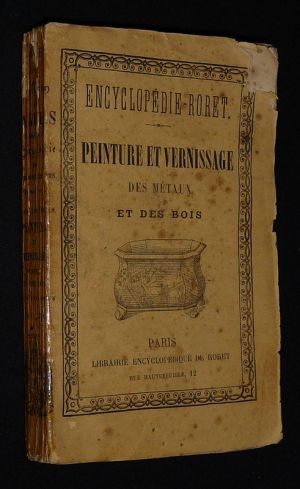 ENCYCLOPÉDIE-RORET.
PEINTURE ET VERNISSAGE
DES MÉTAUX
ET DES BOIS
PARIS
LIBRAIRIE ENCYCLOPÉDIQUE DE RORET
RUE HAUTEFEUILLE, 12